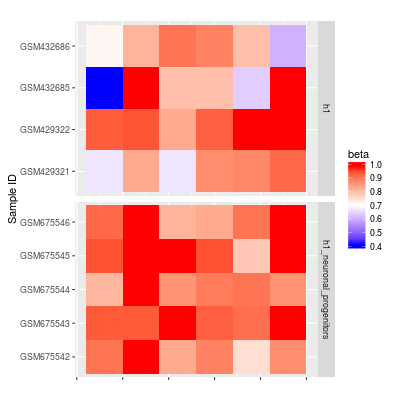 Sample ID
GSM432686
GSM432685
GSM429322
GSM429321
h1
GSM675546
GSM675545
GSM675544
GSM675543
GSM675542
h1_neuronal_progenitors
beta
1.0
0.9
0.8
0.7
0.6
0.5
0.4